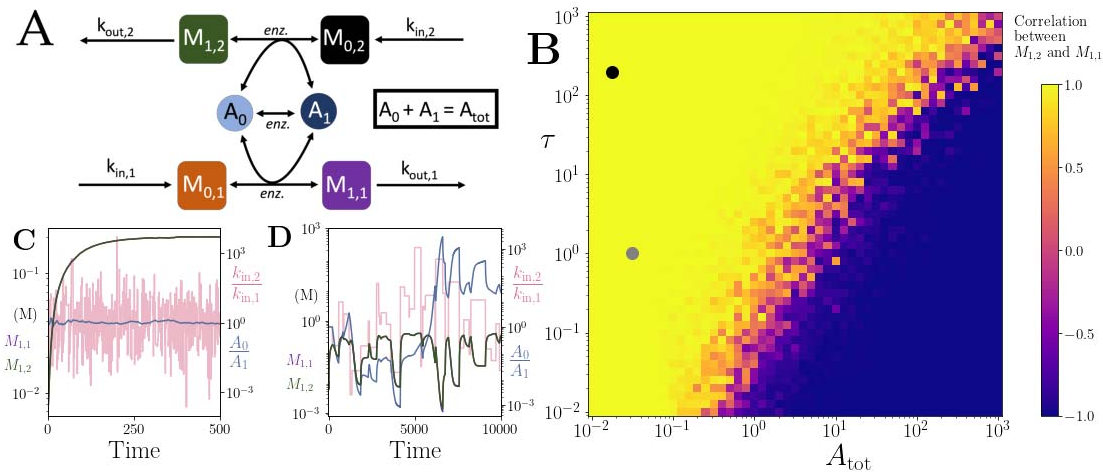 A
k_out,2
M_1,2
enz.
M_0,2
k_in,2
A_0
enz.
A_1
A_0 + A_1 = A_tot
k_in,1
M_0,1
enz.
M_1,1
k_out,1
B
10^3
10^2
τ
10^1
10^0
10^−1
10^−2
10^−2
10^−1
10^0
10^1
10^2
10^3
A_tot
Correlation
between
M_1,2 and M_1,1
1.0
0.5
0.0
−0.5
−1.0
C
10^−1
(M)
M_1,1
M_1,2
10^−2
0
250
500
Time
10^3
k_in,2
k_in,1
10^0
A_0
A_1
10^−3
D
10^3
(M)
10^0
M_1,1
M_1,2
10^−3
0
5000
10000
Time
10^3
k_in,2
k_in,1
10^0
A_0
A_1
10^−3